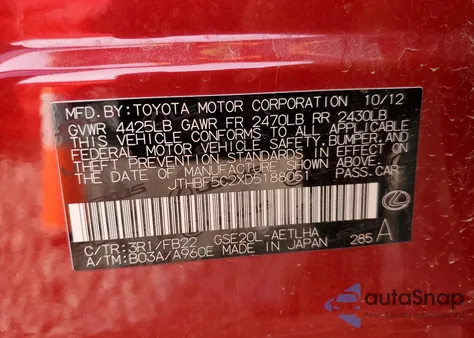 MFD. BY: TOYOTA MOTOR CORPORATION 10/12
GVWR 4425LB GAWR FR 2470LB RR 2430LB
THIS VEHICLE CONFORMS TO ALL APPLICABLE
FEDERAL MOTOR VEHICLE SAFETY, BUMPER, AND
THEFT PREVENTION STANDARDS IN EFFECT ON
THE DATE OF MANUFACTURE SHOWN ABOVE.
JTHBF5C2XD5188051 PASS. CAR
C/TR: 3R1/FB22 GSE20L-AETLHA
A/TM: B03A/A960E MADE IN JAPAN 285 A
autoSnap